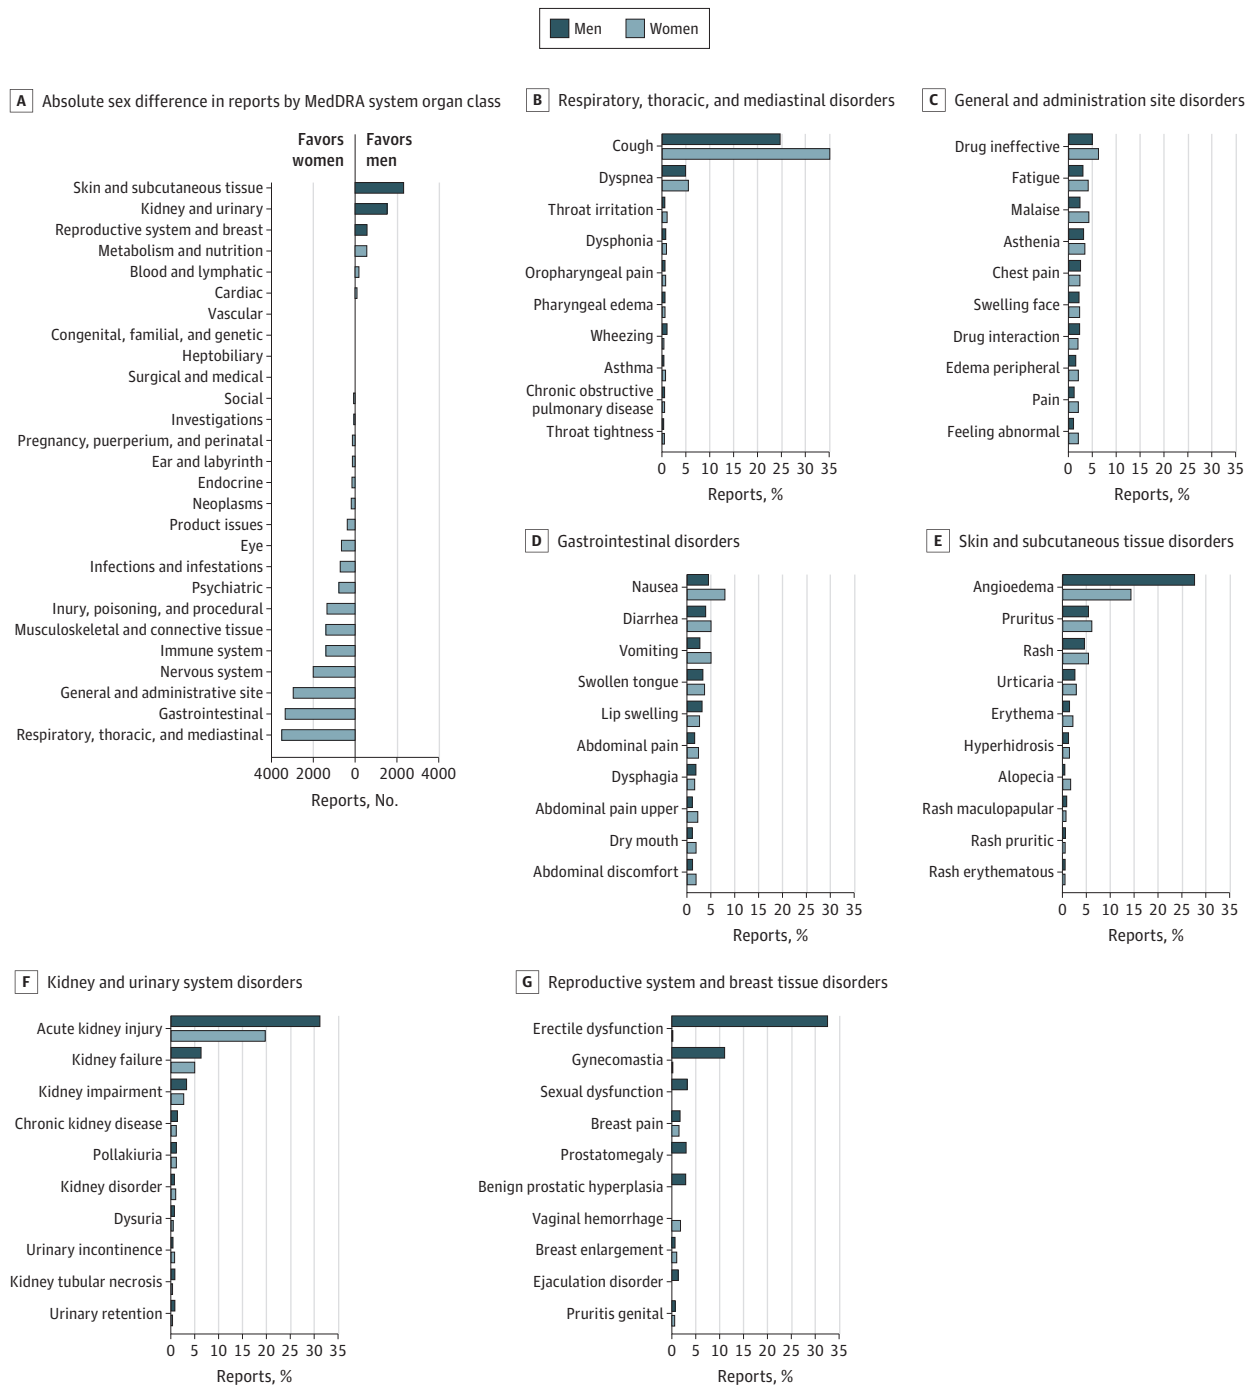 Men Women
A Absolute sex difference in reports by MedDRA system organ class
Favors women
Favors men
Skin and subcutaneous tissue
Kidney and urinary
Reproductive system and breast
Metabolism and nutrition
Blood and lymphatic
Cardiac
Vascular
Congenital, familial, and genetic
Heptobiliary
Surgical and medical
Social
Investigations
Pregnancy, puerperium, and perinatal
Ear and labyrinth
Endocrine
Neoplasms
Product issues
Eye
Infections and infestations
Psychiatric
Inury, poisoning, and procedural
Musculoskeletal and connective tissue
Immune system
Nervous system
General and administrative site
Gastrointestinal
Respiratory, thoracic, and mediastinal
4000 2000 0 2000 4000
Reports, No.
B Respiratory, thoracic, and mediastinal disorders
Cough
Dyspnea
Throat irritation
Dysphonia
Oropharyngeal pain
Pharyngeal edema
Wheezing
Asthma
Chronic obstructive
pulmonary disease
Throat tightness
0 5 10 15 20 25 30 35
Reports, %
C General and administration site disorders
Drug ineffective
Fatigue
Malaise
Asthenia
Chest pain
Swelling face
Drug interaction
Edema peripheral
Pain
Feeling abnormal
0 5 10 15 20 25 30 35
Reports, %
D Gastrointestinal disorders
Nausea
Diarrhea
Vomiting
Swollen tongue
Lip swelling
Abdominal pain
Dysphagia
Abdominal pain upper
Dry mouth
Abdominal discomfort
0 5 10 15 20 25 30 35
Reports, %
E Skin and subcutaneous tissue disorders
Angioedema
Pruritus
Rash
Urticaria
Erythema
Hyperhidrosis
Alopecia
Rash maculopapular
Rash pruritic
Rash erythematous
0 5 10 15 20 25 30 35
Reports, %
F Kidney and urinary system disorders
Acute kidney injury
Kidney failure
Kidney impairment
Chronic kidney disease
Pollakiuria
Kidney disorder
Dysuria
Urinary incontinence
Kidney tubular necrosis
Urinary retention
0 5 10 15 20 25 30 35
Reports, %
G Reproductive system and breast tissue disorders
Erectile dysfunction
Gynecomastia
Sexual dysfunction
Breast pain
Prostatomegaly
Benign prostatic hyperplasia
Vaginal hemorrhage
Breast enlargement
Ejaculation disorder
Pruritis genital
0 5 10 15 20 25 30 35
Reports, %